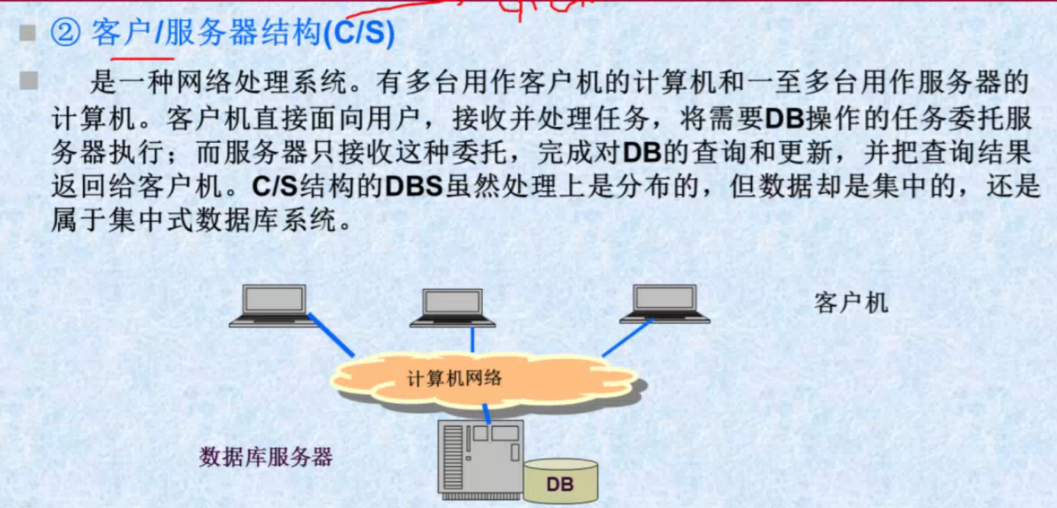 ② 客户/服务器结构(C/S)
是一种网络处理系统。有多台用作客户机的计算机和一至多台用作服务器的
计算机。客户机直接面向用户，接收并处理任务，将需要DB操作的任务委托服
务器执行；而服务器只接收这种委托，完成对DB的查询和更新，并把查询结果
返回给客户机。C/S结构的DBS虽然处理上是分布的，但数据却是集中的，还是
属于集中式数据库系统。
客户机
计算机网络
数据库服务器
DB